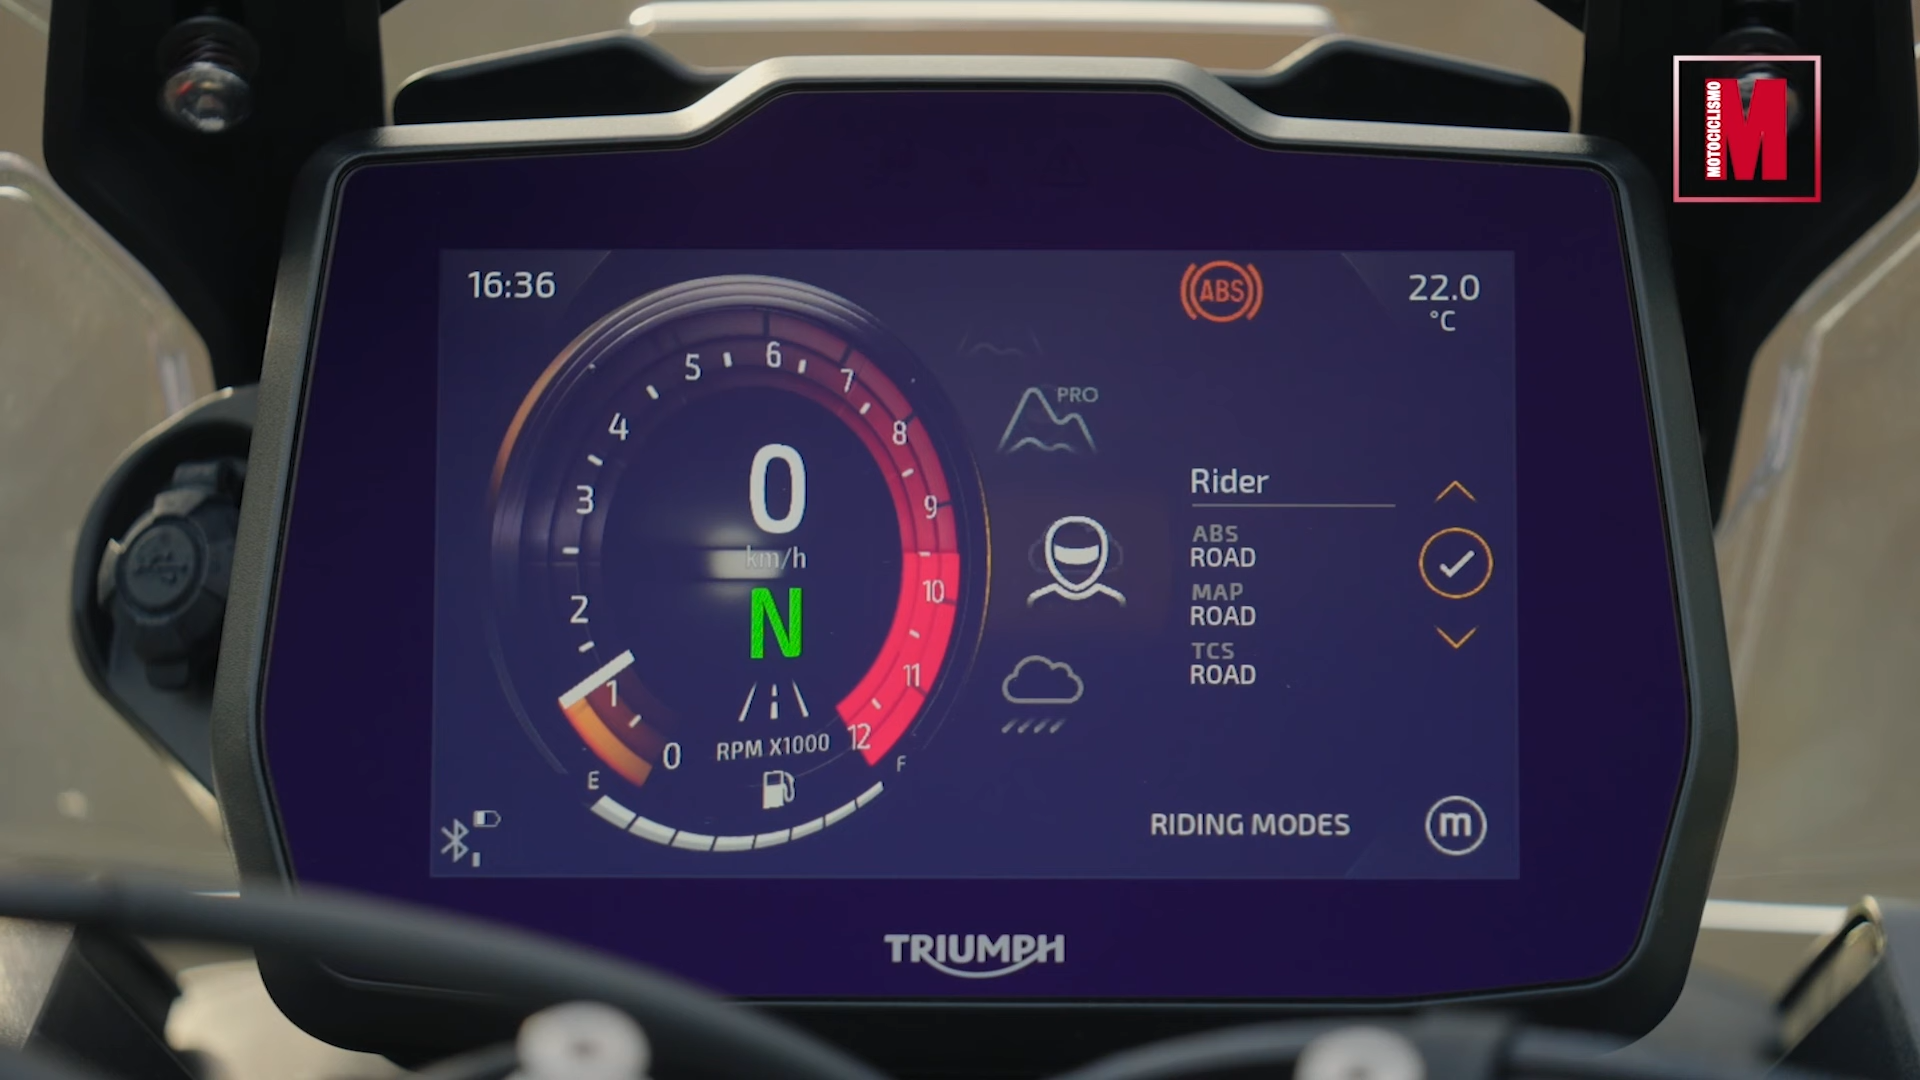 MOTOCICLISMO
M
16:36
ABS
22.0
°C
0 1 2 3 4 5 6 7 8 9 10 11 12
0
km/h
N
RPM X1000
E
F
PRO
Rider
ABS
ROAD
MAP
ROAD
TCS
ROAD
RIDING MODES
m
TRIUMPH